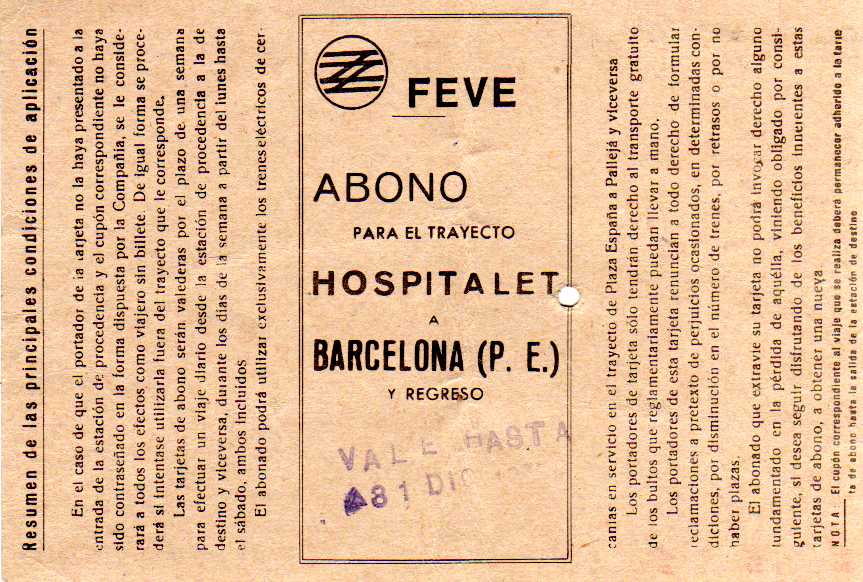 Resumen de las principales condiciones de aplicación
En el caso de que el portador de la tarjeta no la haya presentado a la
entrada de la estación de procedencia y el cupón correspondiente no haya
sido contraseñado en la forma dispuesta por la Compañía, se le conside-
rará a todos los efectos como viajero sin billete. De igual forma se proce-
derá si intentase utilizarla fuera del trayecto que le corresponde.
Las tarjetas de abono serán valederas por el plazo de una semana
para efectuar un viaje diario desde la estación de procedencia a la de
destino y viceversa, durante los días de la semana a partir del lunes hasta
el sábado, ambos incluidos
El abonado podrá utilizar exclusivamente los trenes eléctricos de cer-
FEVE
ABONO
PARA EL TRAYECTO
HOSPITALET
A
BARCELONA (P. E.)
Y REGRESO
VALE HASTA
31 DIC
canías en servicio en el trayecto de Plaza España a Pallejá y viceversa
Los portadores de tarjeta sólo tendrán derecho al transporte gratuito
de los bultos que reglamentariamente puedan llevar a mano.
Los portadores de esta tarjeta renuncian a todo derecho de formular
reclamaciones a pretexto de perjuicios ocasionados, en determinadas con-
diciones, por disminución en el número de trenes, por retrasos o por no
haber plazas.
El abonado que extravíe su tarjeta no podrá invocar derecho alguno
fundamentado en la pérdida de aquélla, viniendo obligado por consi-
guiente, si desea seguir disfrutando de los beneficios inherentes a estas
tarjetas de abono, a obtener una nueva
NOTA El cupón correspondiente al viaje que se realiza deberá permanecer adherido a la tarje
ta de abono hasta la salida de la estación de destino